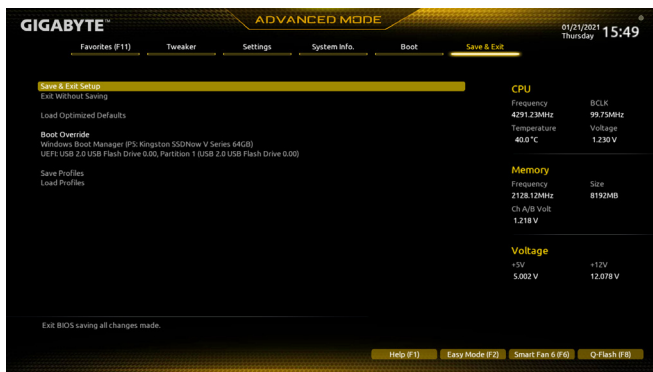 GIGABYTE™
ADVANCED MODE
01/21/2021 Thursday 15:49
Favorites (F11) Tweaker Settings System Info. Boot Save & Exit
Save & Exit Setup
Exit Without Saving
Load Optimized Defaults
Boot Override
Windows Boot Manager (P5: Kingston SSDNow V Series 64GB)
UEFI: USB 2.0 USB Flash Drive 0.00, Partition 1 (USB 2.0 USB Flash Drive 0.00)
Save Profiles
Load Profiles
CPU
Frequency BCLK
4291.23MHz 99.75MHz
Temperature Voltage
40.0 °C 1.230 V
Memory
Frequency Size
2128.12MHz 8192MB
Ch A/B Volt
1.218 V
Voltage
+5V +12V
5.002 V 12.078 V
Exit BIOS saving all changes made.
Help (F1) Easy Mode (F2) Smart Fan 6 (F6) Q-Flash (F8)